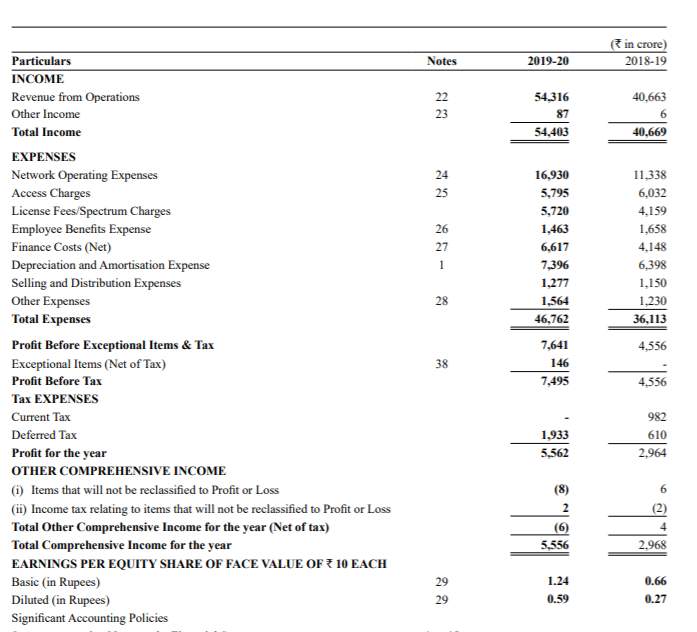 (₹ in crore)
Particulars Notes 2019-20 2018-19
INCOME
Revenue from Operations 22 54,316 40,663
Other Income 23 87 6
Total Income 54,403 40,669
EXPENSES
Network Operating Expenses 24 16,930 11,338
Access Charges 25 5,795 6,032
License Fees/Spectrum Charges 5,720 4,159
Employee Benefits Expense 26 1,463 1,658
Finance Costs (Net) 27 6,617 4,148
Depreciation and Amortisation Expense 1 7,396 6,398
Selling and Distribution Expenses 1,277 1,150
Other Expenses 28 1,564 1,230
Total Expenses 46,762 36,113
Profit Before Exceptional Items & Tax 7,641 4,556
Exceptional Items (Net of Tax) 38 146 -
Profit Before Tax 7,495 4,556
Tax EXPENSES
Current Tax - 982
Deferred Tax 1,933 610
Profit for the year 5,562 2,964
OTHER COMPREHENSIVE INCOME
(i) Items that will not be reclassified to Profit or Loss (8) 6
(ii) Income tax relating to items that will not be reclassified to Profit or Loss 2 (2)
Total Other Comprehensive Income for the year (Net of tax) (6) 4
Total Comprehensive Income for the year 5,556 2,968
EARNINGS PER EQUITY SHARE OF FACE VALUE OF ₹ 10 EACH
Basic (in Rupees) 29 1.24 0.66
Diluted (in Rupees) 29 0.59 0.27
Significant Accounting Policies